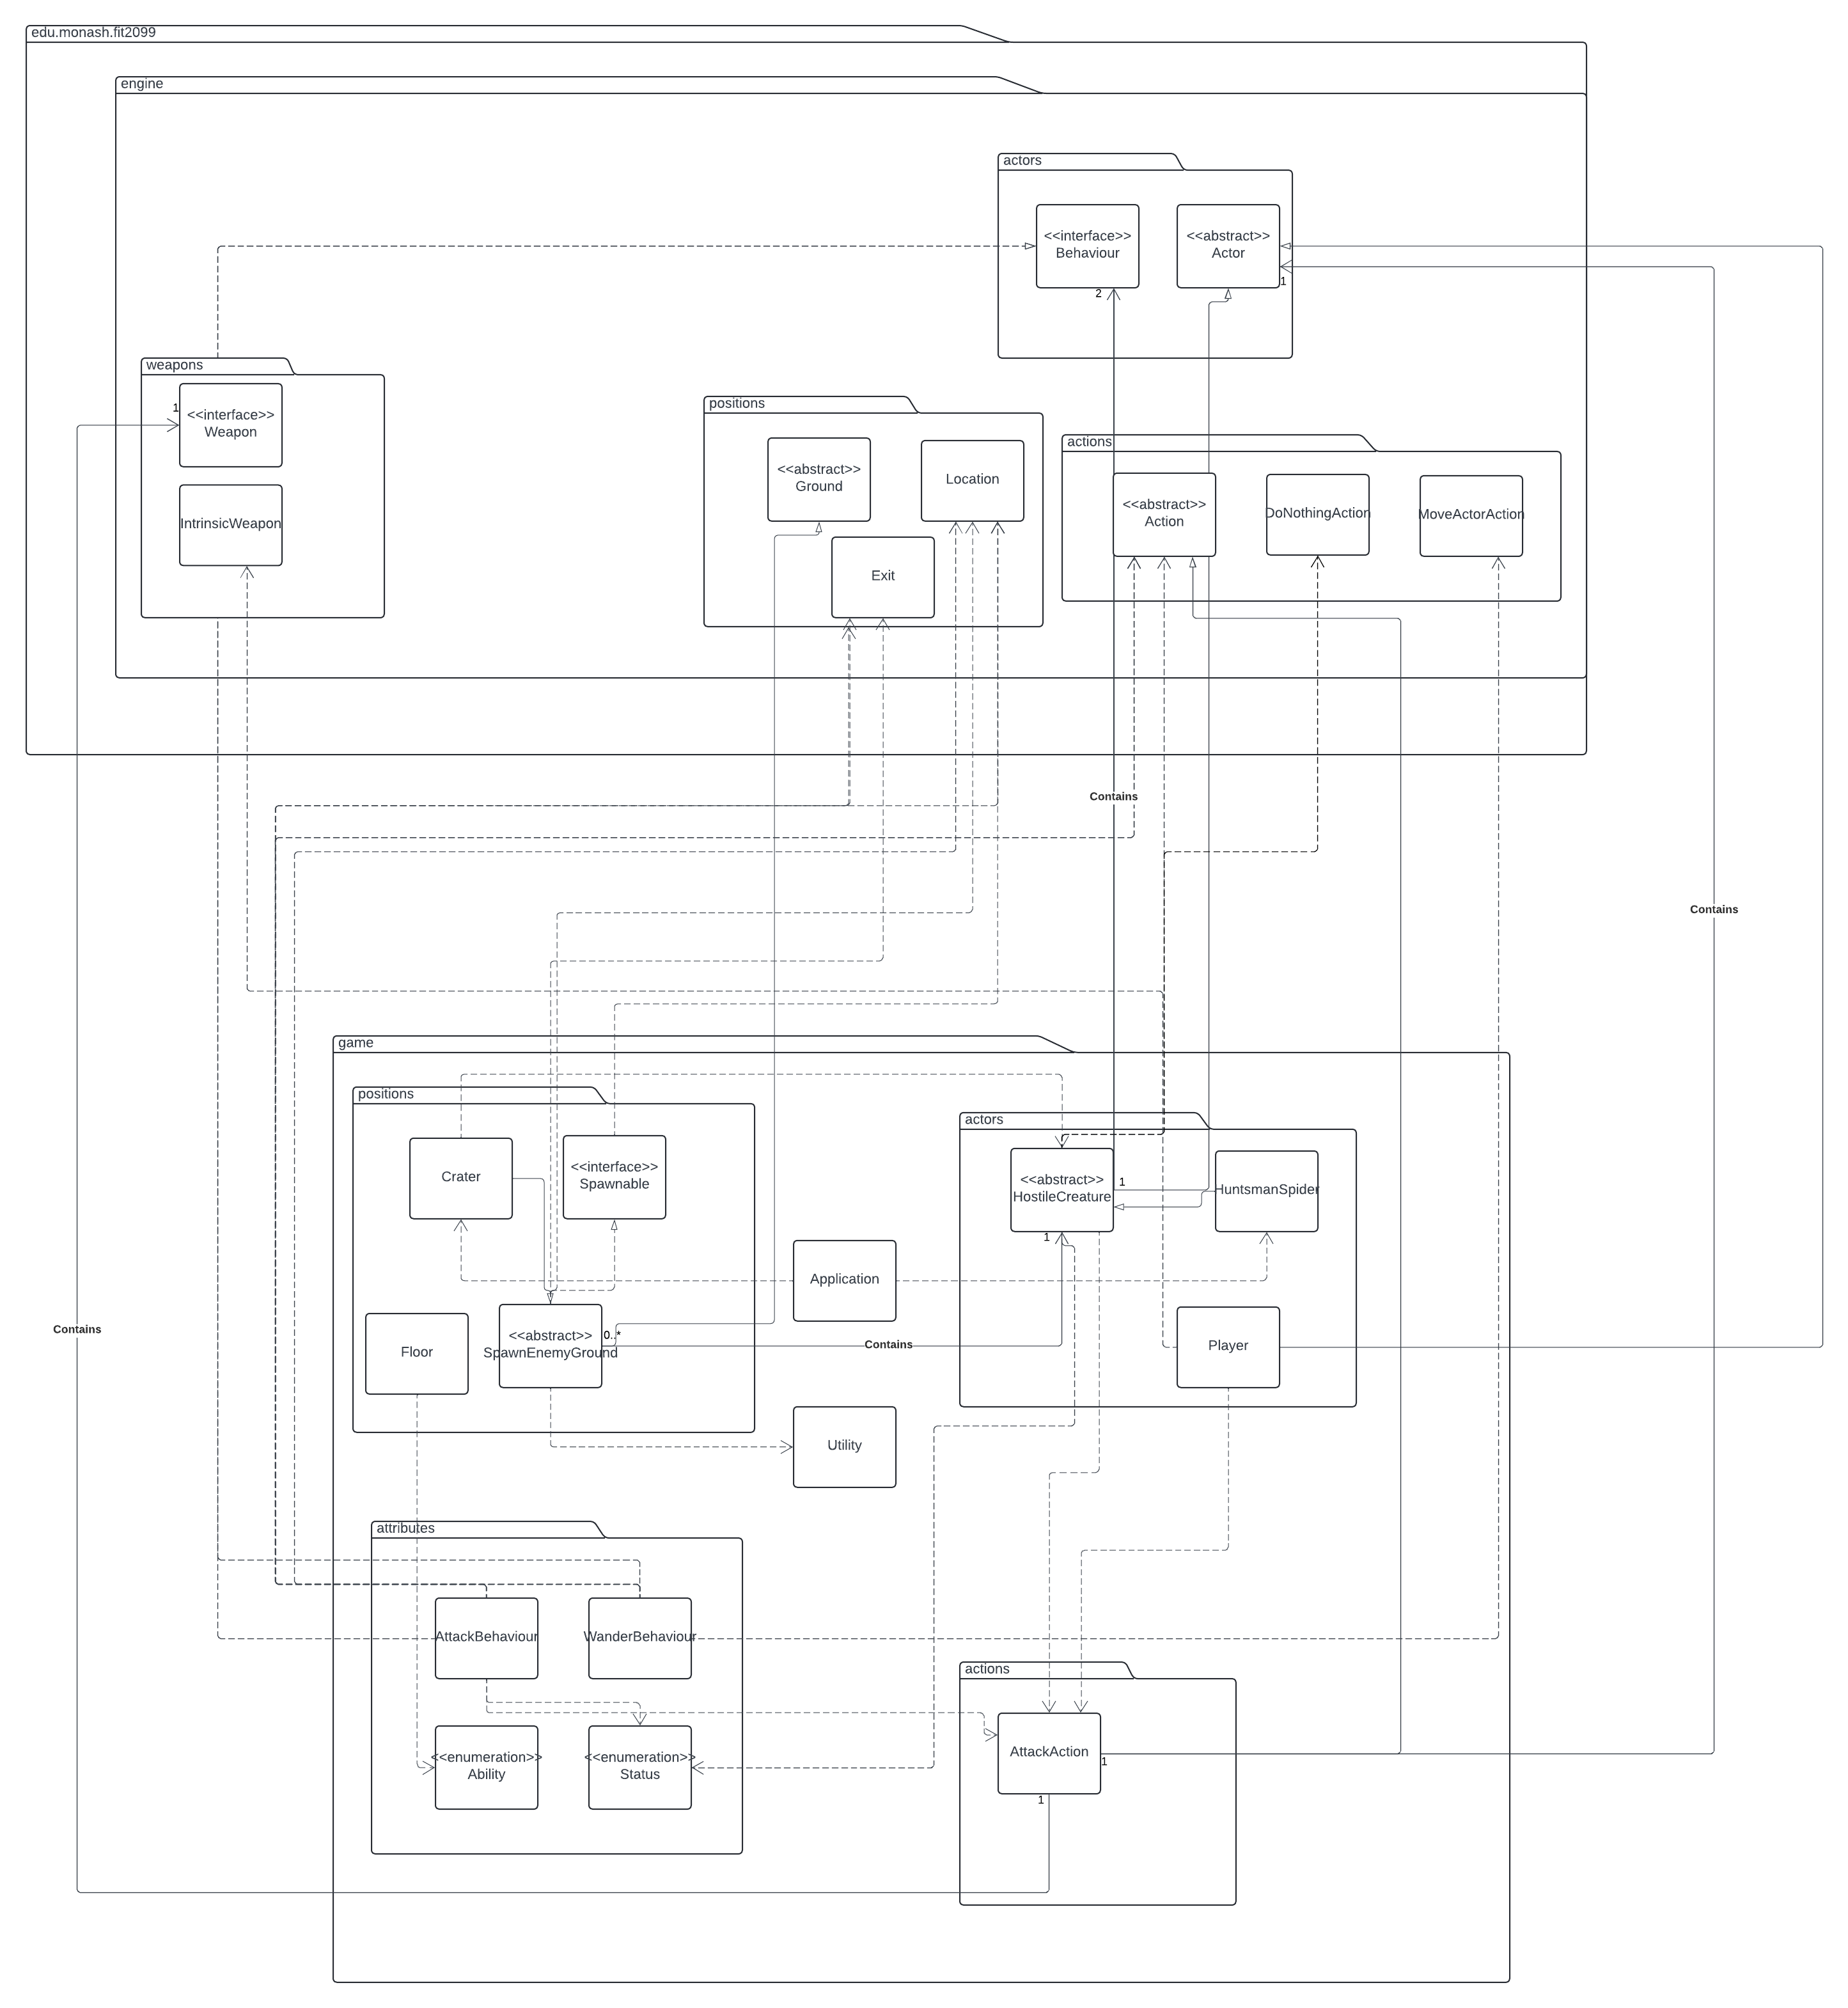 edu.monash.fit2099
engine
actors
<<interface>>
Behaviour
<<abstract>>
Actor
2
1
weapons
1
<<interface>>
Weapon
IntrinsicWeapon
positions
<<abstract>>
Ground
Location
Exit
actions
<<abstract>>
Action
DoNothingAction
MoveActorAction
Contains
Contains
game
positions
Crater
<<interface>>
Spawnable
Floor
<<abstract>>
SpawnEnemyGround
0..*
Contains
Application
Utility
actors
<<abstract>>
HostileCreature
1
1
HuntsmanSpider
Player
Contains
attributes
AttackBehaviour
WanderBehaviour
<<enumeration>>
Ability
<<enumeration>>
Status
actions
AttackAction
1
1